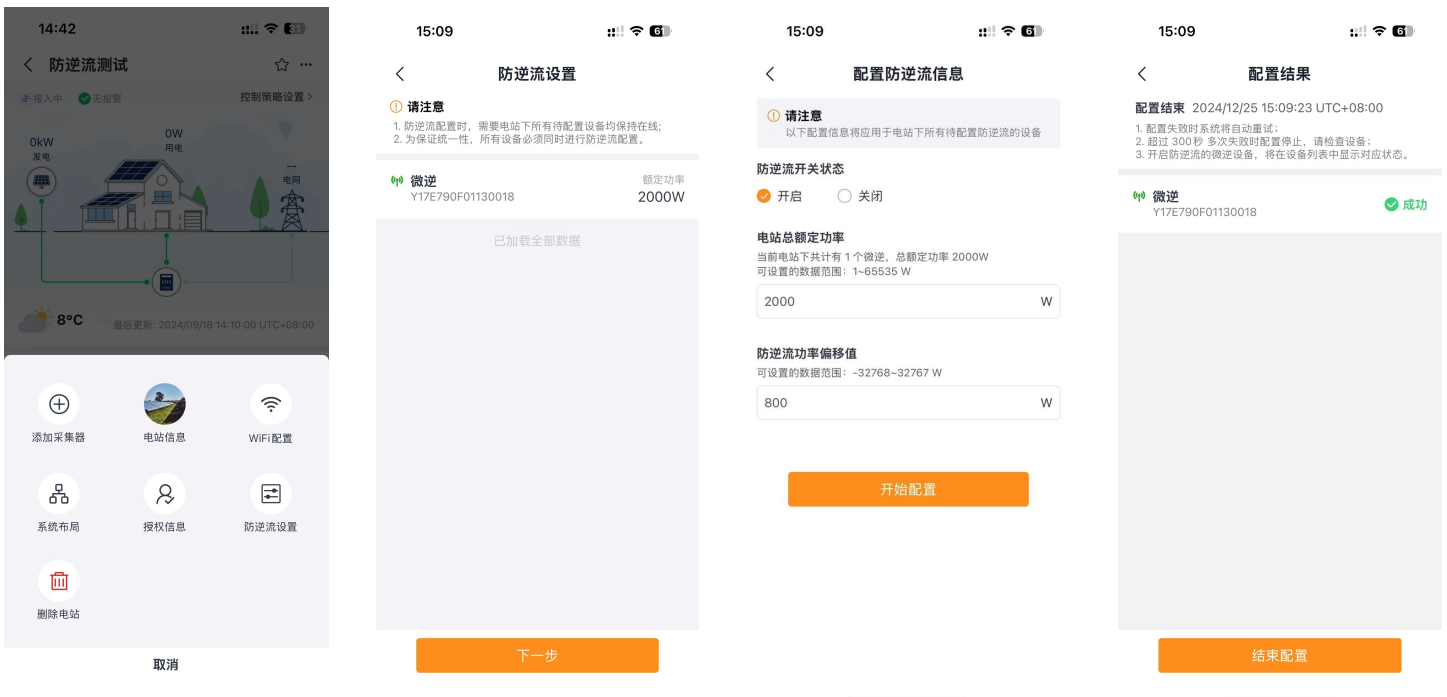 14:42
31
防逆流测试
接入中
无报警
控制策略设置
0kW
发电
0W
用电
--
电网
8°C
最后更新: 2024/09/18 14:10:00 UTC+08:00
添加采集器
电站信息
WiFi配置
系统布局
授权信息
防逆流设置
删除电站
取消
15:09
61
防逆流设置
请注意
1. 防逆流配置时，需要电站下所有待配置设备均保持在线;
2. 为保证统一性，所有设备必须同时进行防逆流配置。
微逆
Y17E790F01130018
额定功率
2000W
已加载全部数据
下一步
15:09
61
配置防逆流信息
请注意
以下配置信息将应用于电站下所有待配置防逆流的设备
防逆流开关状态
开启
关闭
电站总额定功率
当前电站下共计有 1 个微逆，总额定功率 2000W
可设置的数据范围：1~65535 W
2000
W
防逆流功率偏移值
可设置的数据范围：-32768~32767 W
800
W
开始配置
15:09
61
配置结果
配置结束 2024/12/25 15:09:23 UTC+08:00
1. 配置失败时系统将自动重试；
2. 超过 300秒 多次失败时配置停止，请检查设备；
3. 开启防逆流的微逆设备，将在设备列表中显示对应状态。
微逆
Y17E790F01130018
成功
结束配置